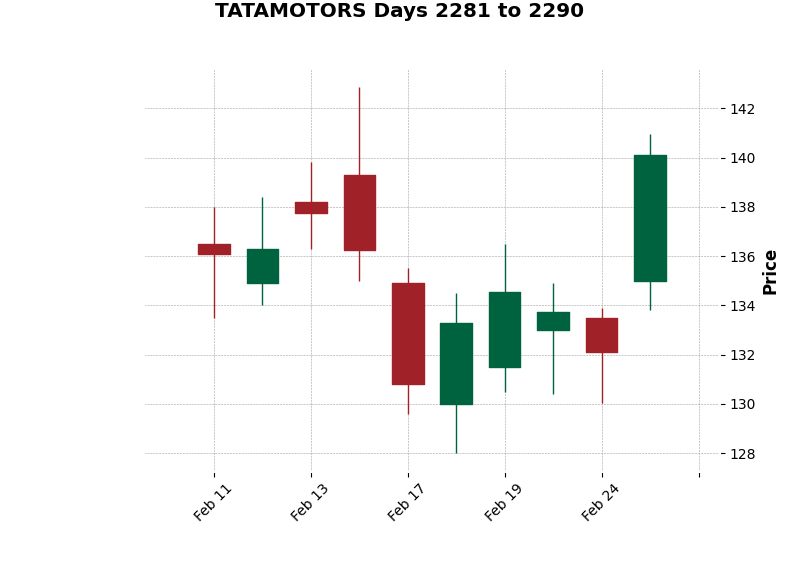 TATAMOTORS Days 2281 to 2290
142
140
138
136
134
132
130
128
Price
Feb 11
Feb 13
Feb 17
Feb 19
Feb 24